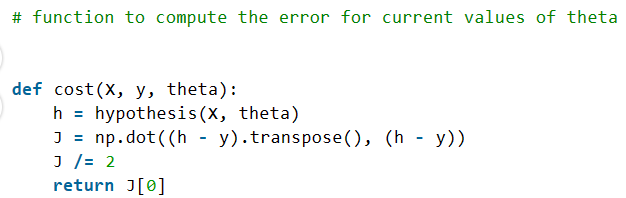 # function to compute the error for current values of theta
def cost(X, y, theta):
    h = hypothesis(X, theta)
    J = np.dot((h - y).transpose(), (h - y))
    J /= 2
    return J[0]